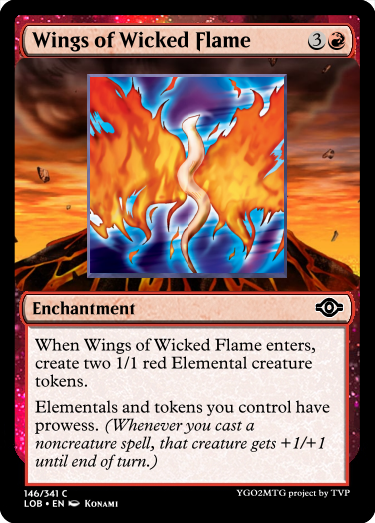 Wings of Wicked Flame 3
Enchantment
When Wings of Wicked Flame enters,
create two 1/1 red Elemental creature
tokens.
Elementals and tokens you control have
prowess. (Whenever you cast a
noncreature spell, that creature gets +1/+1
until end of turn.)
146/341 C
LOB • EN Konami
YGO2MTG project by TVP